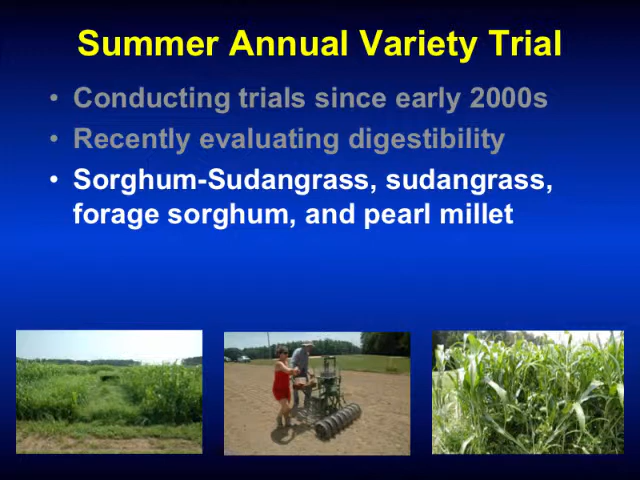 Summer Annual Variety Trial
• Conducting trials since early 2000s
• Recently evaluating digestibility
• Sorghum-Sudangrass, sudangrass,
forage sorghum, and pearl millet